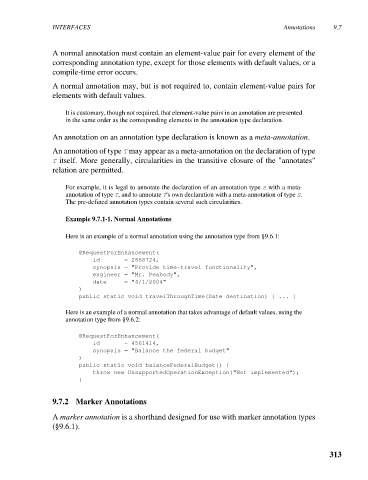 INTERFACES Annotations 9.7
A normal annotation must contain an element-value pair for every element of the
corresponding annotation type, except for those elements with default values, or a
compile-time error occurs.
A normal annotation may, but is not required to, contain element-value pairs for
elements with default values.
It is customary, though not required, that element-value pairs in an annotation are presented
in the same order as the corresponding elements in the annotation type declaration.
An annotation on an annotation type declaration is known as a meta-annotation.
An annotation of type T may appear as a meta-annotation on the declaration of type
T itself. More generally, circularities in the transitive closure of the "annotates"
relation are permitted.
For example, it is legal to annotate the declaration of an annotation type S with a meta-
annotation of type T, and to annotate T's own declaration with a meta-annotation of type S.
The pre-defined annotation types contain several such circularities.
Example 9.7.1-1. Normal Annotations
Here is an example of a normal annotation using the annotation type from §9.6.1:
@RequestForEnhancement(
id = 2868724,
synopsis = "Provide time-travel functionality",
engineer = "Mr. Peabody",
date = "4/1/2004"
)
public static void travelThroughTime(Date destination) { ... }
Here is an example of a normal annotation that takes advantage of default values, using the
annotation type from §9.6.2:
@RequestForEnhancement(
id = 4561414,
synopsis = "Balance the federal budget"
)
public static void balanceFederalBudget() {
throw new UnsupportedOperationException("Not implemented");
}
9.7.2 Marker Annotations
A marker annotation is a shorthand designed for use with marker annotation types
(§9.6.1).
313